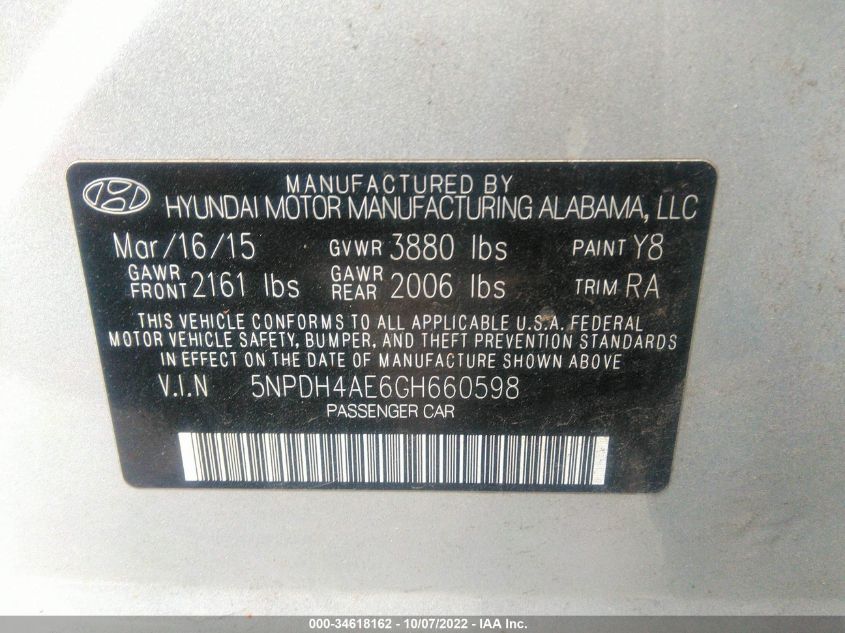 MANUFACTURED BY
HYUNDAI MOTOR MANUFACTURING ALABAMA, LLC
Mar/16/15 GVWR 3880 lbs PAINT Y8
GAWR FRONT 2161 lbs GAWR REAR 2006 lbs TRIM RA
THIS VEHICLE CONFORMS TO ALL APPLICABLE U.S.A. FEDERAL
MOTOR VEHICLE SAFETY, BUMPER, AND THEFT PREVENTION STANDARDS
IN EFFECT ON THE DATE OF MANUFACTURE SHOWN ABOVE
V.I.N 5NPDH4AE6GH660598
PASSENGER CAR
000-34618162 - 10/07/2022 - IAA Inc.